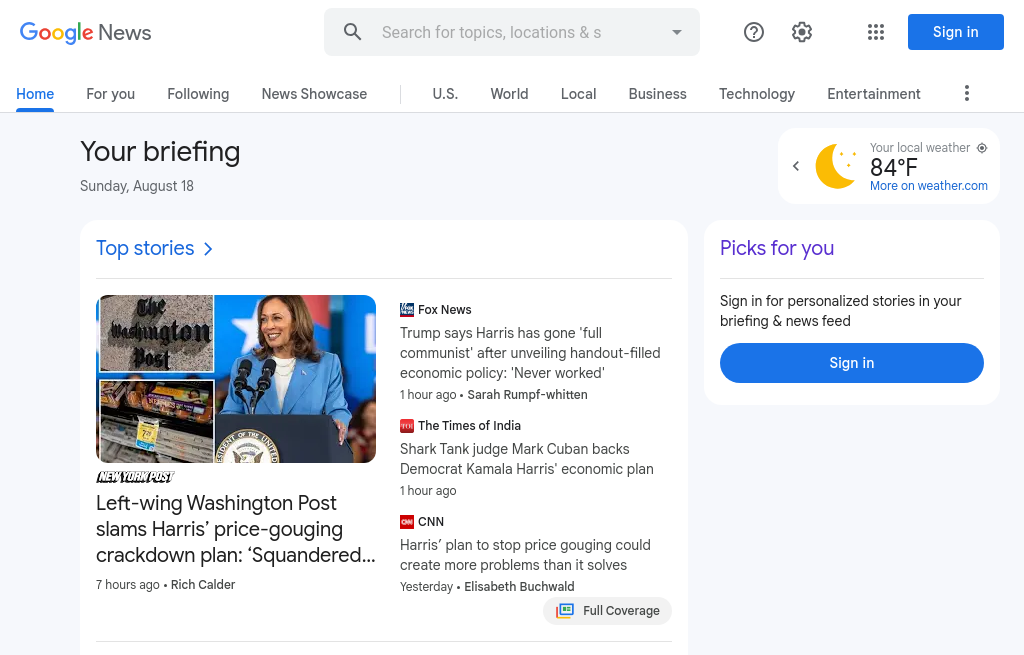 Google News
Search for topics, locations & s
Sign in
Home
For you
Following
News Showcase
U.S.
World
Local
Business
Technology
Entertainment
Your briefing
Sunday, August 18
Your local weather
84°F
More on weather.com
Top stories
The
Washington
Post
PRESIDENT OF THE UNITED
NEW YORK POST
Left-wing Washington Post
slams Harris’ price-gouging
crackdown plan: ‘Squandered...
7 hours ago • Rich Calder
Fox News
Trump says Harris has gone 'full
communist' after unveiling handout-filled
economic policy: 'Never worked'
1 hour ago • Sarah Rumpf-whitten
TOI
The Times of India
Shark Tank judge Mark Cuban backs
Democrat Kamala Harris' economic plan
1 hour ago
CNN
CNN
Harris’ plan to stop price gouging could
create more problems than it solves
Yesterday • Elisabeth Buchwald
Full Coverage
Picks for you
Sign in for personalized stories in your
briefing & news feed
Sign in